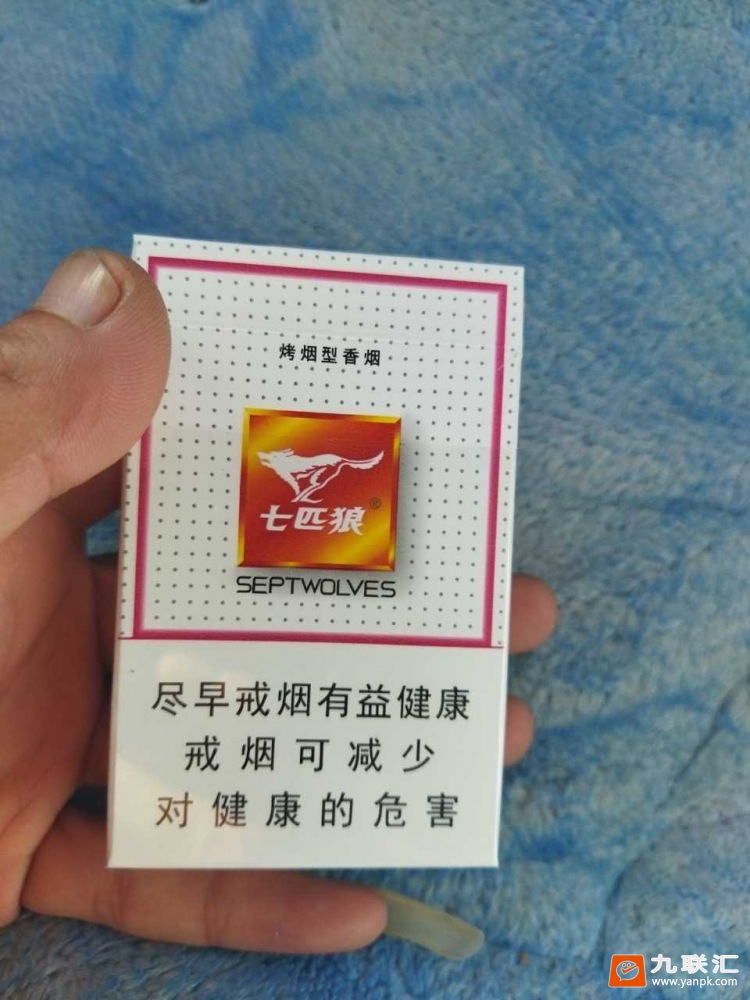 烤烟型香烟
七匹狼®
SEPTWOLVES
尽早戒烟有益健康
戒烟可减少
对健康的危害
九联汇
www.yanpk.com